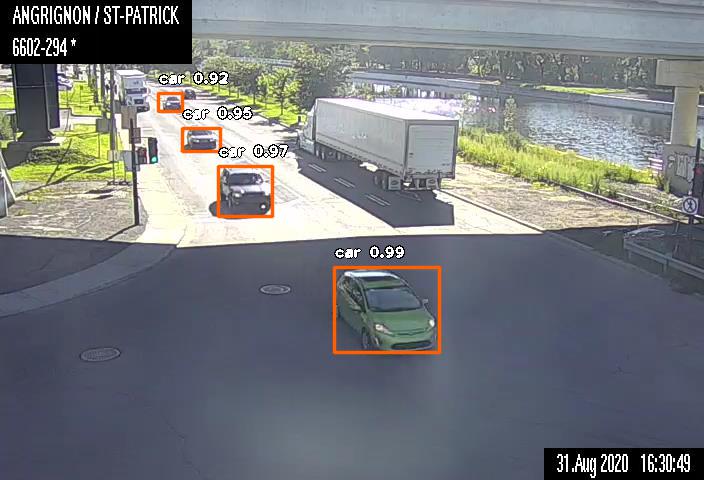 ANGRIGNON / ST-PATRICK
6602-294 *
car 0.92
car 0.95
car 0.97
car 0.99
31.Aug 2020 16:30:49